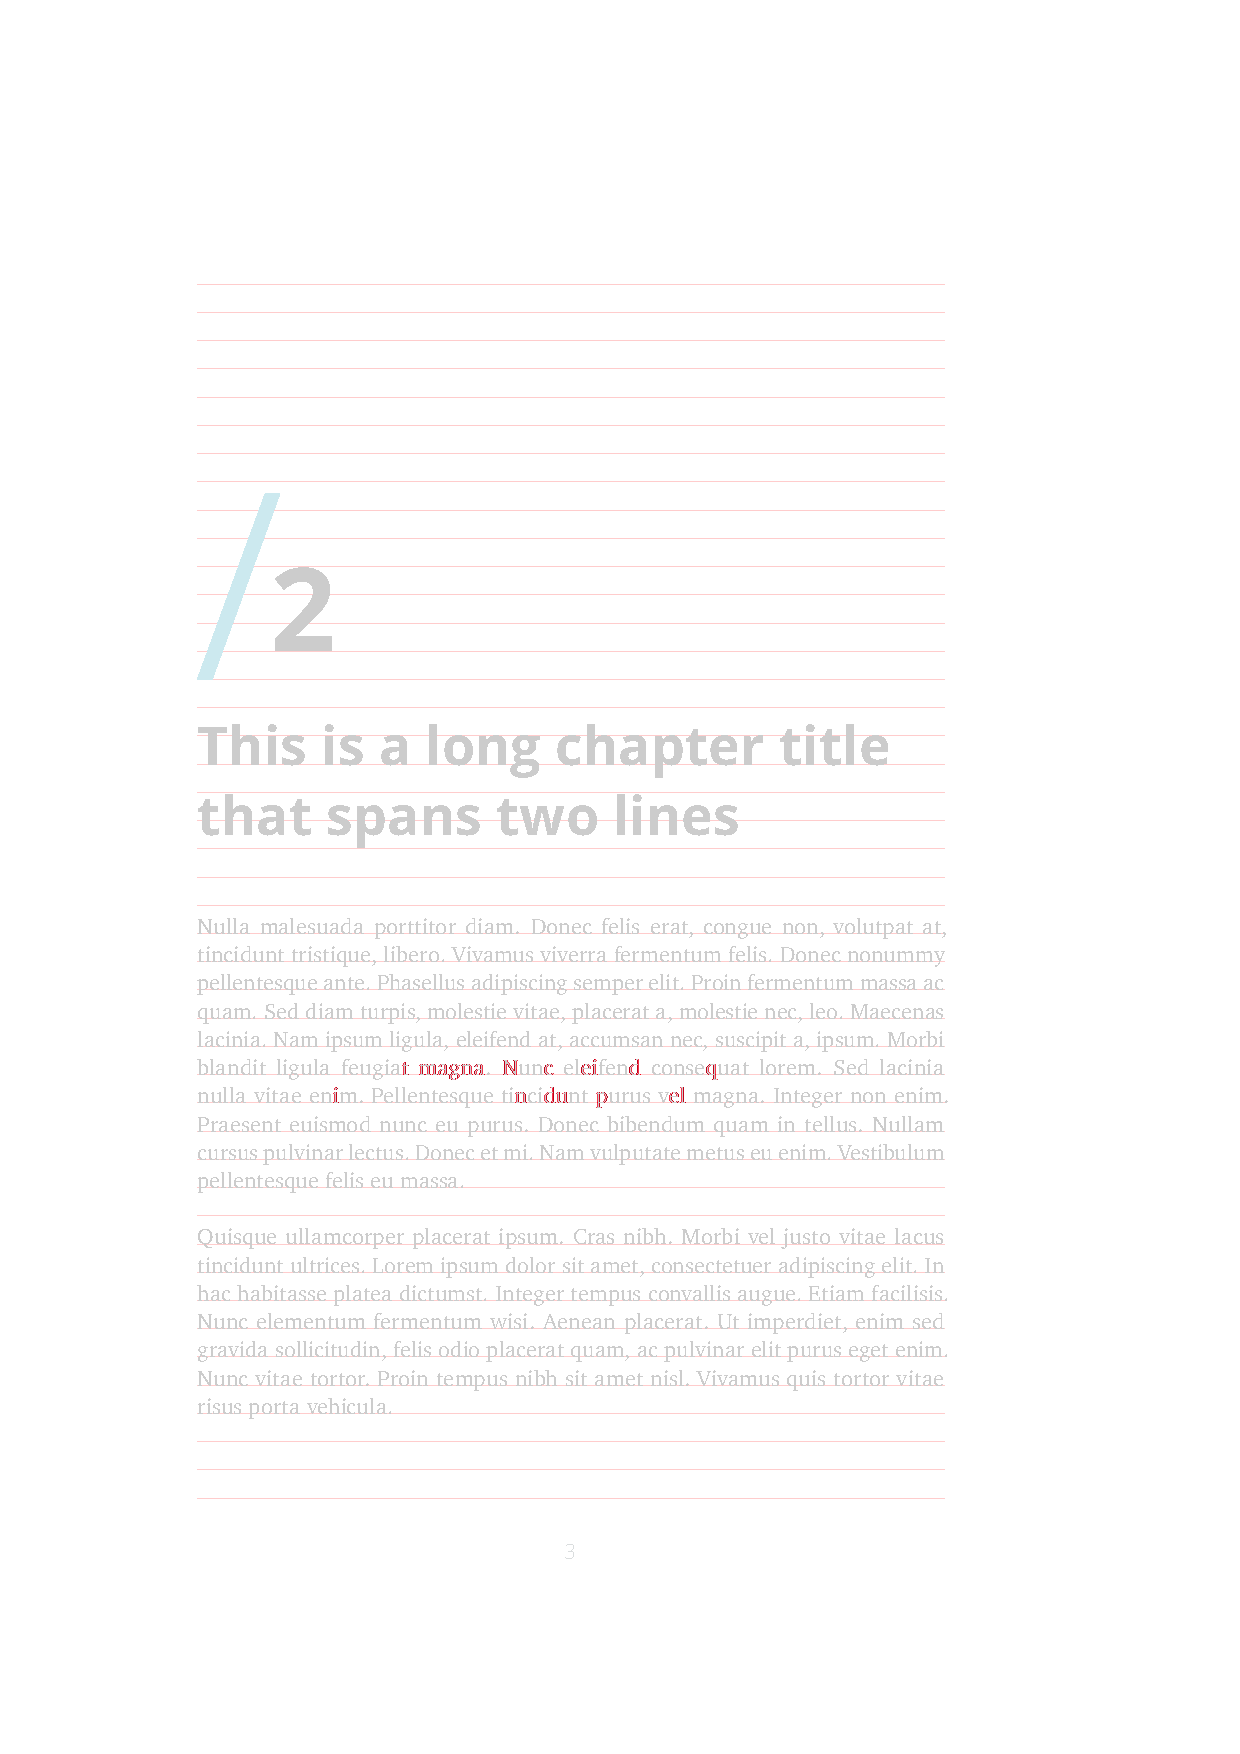 /2
This is a long chapter title
that spans two lines
Nulla malesuada porttitor diam. Donec felis erat, congue non, volutpat at,
tincidunt tristique, libero. Vivamus viverra fermentum felis. Donec nonummy
pellentesque ante. Phasellus adipiscing semper elit. Proin fermentum massa ac
quam. Sed diam turpis, molestie vitae, placerat a, molestie nec, leo. Maecenas
lacinia. Nam ipsum ligula, eleifend at, accumsan nec, suscipit a, ipsum. Morbi
blandit ligula feugiat magna. Nunc eleifend consequat lorem. Sed lacinia
nulla vitae enim. Pellentesque tincidunt purus vel magna. Integer non enim.
Praesent euismod nunc eu purus. Donec bibendum quam in tellus. Nullam
cursus pulvinar lectus. Donec et mi. Nam vulputate metus eu enim. Vestibulum
pellentesque felis eu massa.
Quisque ullamcorper placerat ipsum. Cras nibh. Morbi vel justo vitae lacus
tincidunt ultrices. Lorem ipsum dolor sit amet, consectetuer adipiscing elit. In
hac habitasse platea dictumst. Integer tempus convallis augue. Etiam facilisis.
Nunc elementum fermentum wisi. Aenean placerat. Ut imperdiet, enim sed
gravida sollicitudin, felis odio placerat quam, ac pulvinar elit purus eget enim.
Nunc vitae tortor. Proin tempus nibh sit amet nisl. Vivamus quis tortor vitae
risus porta vehicula.
3